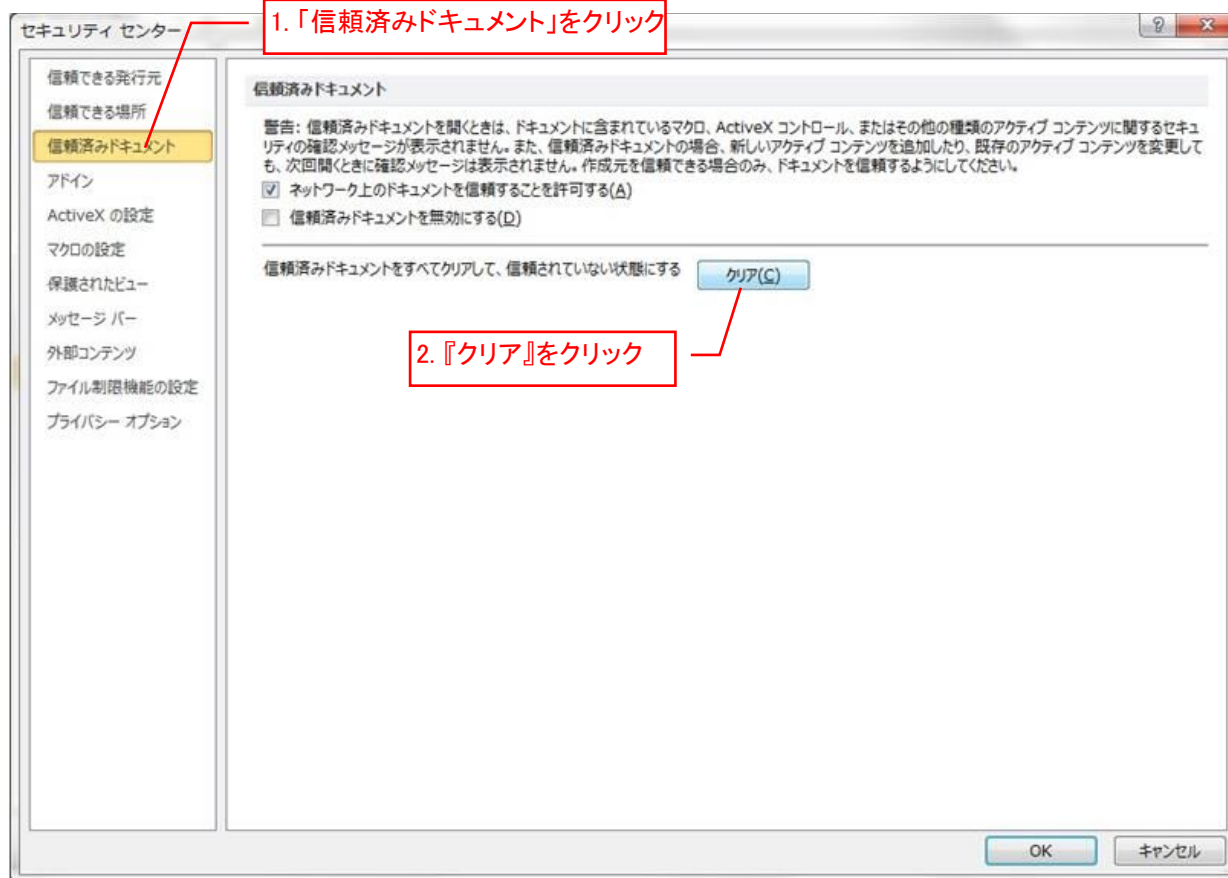 1. 「信頼済みドキュメント」をクリック
セキュリティ センター
信頼できる発行元
信頼できる場所
信頼済みドキュメント
アドイン
ActiveX の設定
マクロの設定
保護されたビュー
メッセージ バー
外部コンテンツ
ファイル制限機能の設定
プライバシー オプション
信頼済みドキュメント
警告: 信頼済みドキュメントを開くときは、ドキュメントに含まれているマクロ、ActiveX コントロール、またはその他の種類のアクティブ コンテンツに関するセキュ
リティの確認メッセージが表示されません。また、信頼済みドキュメントの場合、新しいアクティブ コンテンツを追加したり、既存のアクティブ コンテンツを変更して
も、次回開くときに確認メッセージは表示されません。作成元を信頼できる場合のみ、ドキュメントを信頼するようにしてください。
ネットワーク上のドキュメントを信頼することを許可する(A)
信頼済みドキュメントを無効にする(D)
信頼済みドキュメントをすべてクリアして、信頼されていない状態にする
クリア(C)
2. 『クリア』をクリック
OK
キャンセル